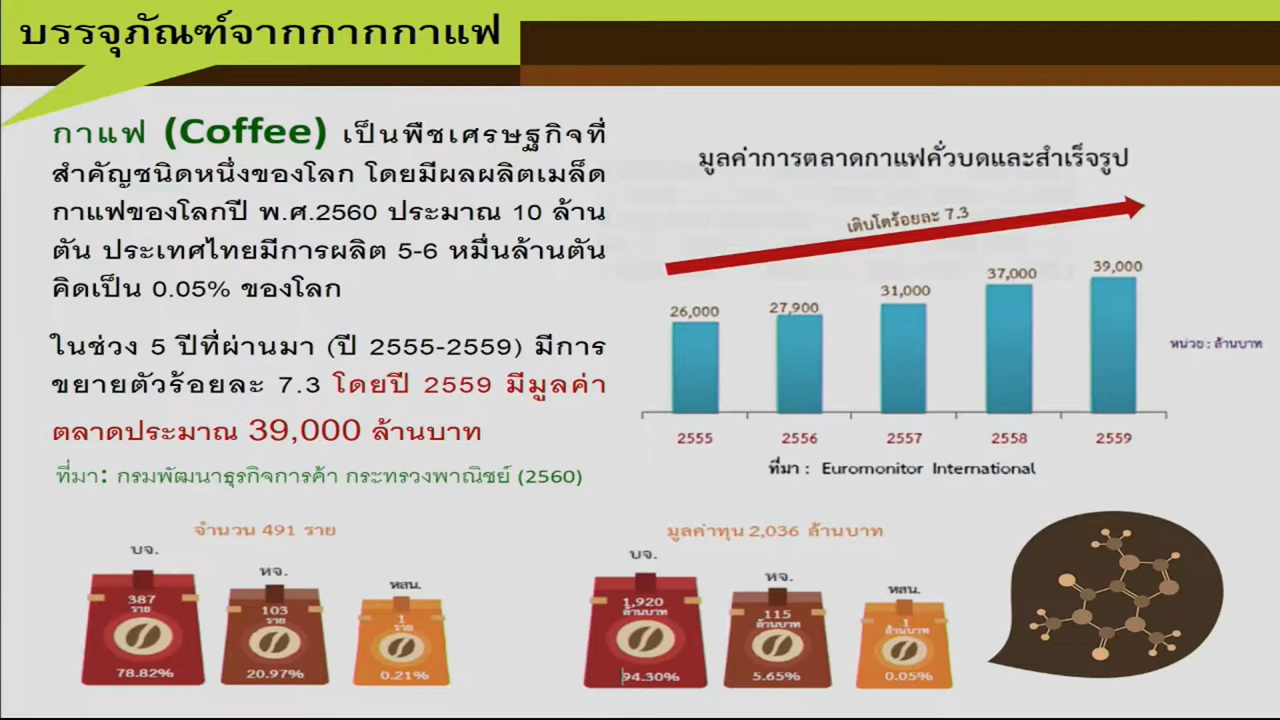 บรรจุภัณฑ์จากกากกาแฟ
กาแฟ (Coffee) เป็นพืชเศรษฐกิจที่
สำคัญชนิดหนึ่งของโลก โดยมีผลผลิตเมล็ด
กาแฟของโลกปี พ.ศ.2560 ประมาณ 10 ล้าน
ตัน ประเทศไทยมีการผลิต 5-6 หมื่นล้านตัน
คิดเป็น 0.05% ของโลก
ในช่วง 5 ปีที่ผ่านมา (ปี 2555-2559) มีการ
ขยายตัวร้อยละ 7.3 โดยปี 2559 มีมูลค่า
ตลาดประมาณ 39,000 ล้านบาท
ที่มา: กรมพัฒนาธุรกิจการค้า กระทรวงพาณิชย์ (2560)
มูลค่าการตลาดกาแฟคั่วบดและสำเร็จรูป
เติบโตร้อยละ 7.3
26,000 27,900 31,000 37,000 39,000
หน่วย : ล้านบาท
2555 2556 2557 2558 2559
ที่มา : Euromonitor International
จำนวน 491 ราย
บจ. หจ. หสน.
387 103 1
ราย ราย ราย
78.82% 20.97% 0.21%
มูลค่าทุน 2,036 ล้านบาท
บจ. หจ. หสน.
1,920 115 1
ล้านบาท ล้านบาท ล้านบาท
94.30% 5.65% 0.05%